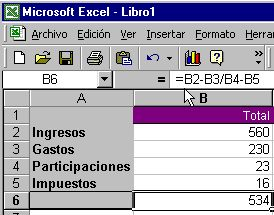 Microsoft Excel - Libro1
Archivo Edición Ver Insertar Formato Herra
B6 = =B2-B3/B4-B5
A B
1 Total
2 Ingresos 560
3 Gastos 230
4 Participaciones 23
5 Impuestos 16
6 534